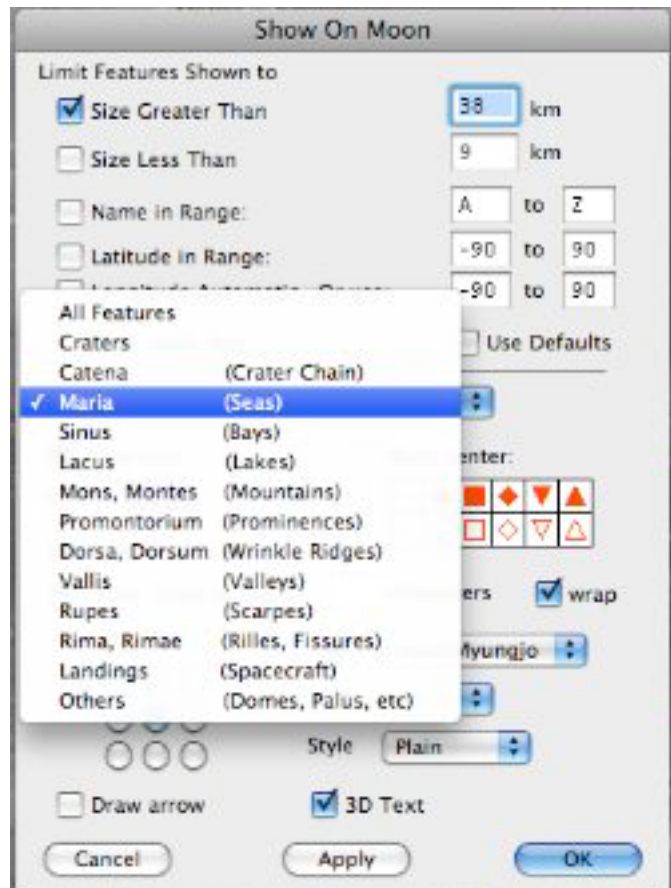 Show On Moon
Limit Features Shown to
Size Greater Than 38 km
Size Less Than 9 km
Name in Range: A to Z
Latitude in Range: -90 to 90
-90 to 90
All Features
Craters Use Defaults
Catena (Crater Chain)
✓ Maria (Seas)
Sinus (Bays)
Lacus (Lakes) enter:
Mons, Montes (Mountains)
Promontorium (Prominences)
Dorsa, Dorsum (Wrinkle Ridges)
Vallis (Valleys) ers wrap
Rupes (Scarpes)
Rima, Rimae (Rilles, Fissures) Myungjo
Landings (Spacecraft)
Others (Domes, Palus, etc)
Style Plain
Draw arrow 3D Text
Cancel Apply OK